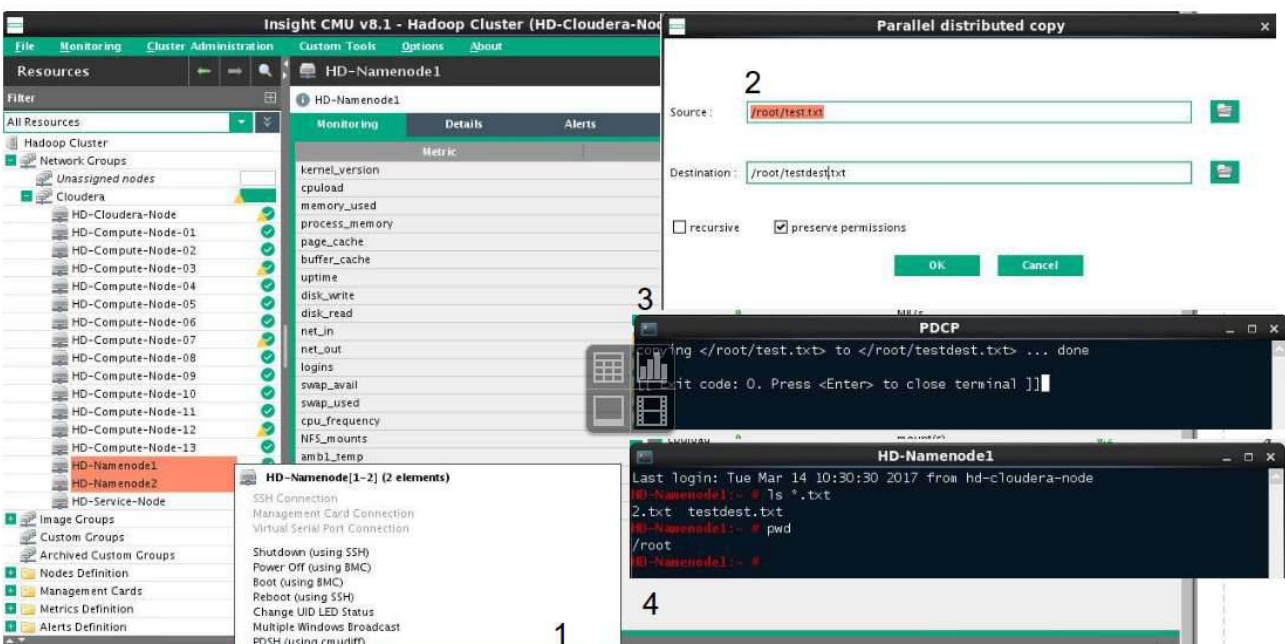 Insight CMU v8.1 - Hadoop Cluster (HD-Cloudera-Nod
File Monitoring Cluster Administration Custom Tools Options About
Resources
HD-Namenode1
Filter
HD-Namenode1
All Resources
Monitoring Details Alerts
Hadoop Cluster
Network Groups
Unassigned nodes
Cloudera
HD-Cloudera-Node
HD-Compute-Node-01
HD-Compute-Node-02
HD-Compute-Node-03
HD-Compute-Node-04
HD-Compute-Node-05
HD-Compute-Node-06
HD-Compute-Node-07
HD-Compute-Node-08
HD-Compute-Node-09
HD-Compute-Node-10
HD-Compute-Node-11
HD-Compute-Node-12
HD-Compute-Node-13
HD-Namenode1
HD-Namenode2
HD-Service-Node
Image Groups
Custom Groups
Archived Custom Groups
Nodes Definition
Management Cards
Metrics Definition
Alerts Definition
Metric
kernel_version
cpuload
memory_used
process_memory
page_cache
buffer_cache
uptime
disk_write
disk_read
net_in
net_out
logins
swap_avail
swap_used
cpu_frequency
NFS_mounts
amb1_temp
HD-Namenode[1-2] (2 elements)
SSH Connection
Management Card Connection
Virtual Serial Port Connection
Shutdown (using SSH)
Power Off (using BMC)
Boot (using BMC)
Reboot (using SSH)
Change UID LED Status
Multiple Windows Broadcast
PDSH (using cmudiff)
1
Parallel distributed copy
2
Source : /root/test.txt
Destination : /root/testdest.txt
recursive preserve permissions
OK Cancel
3
PDCP
copying </root/test.txt> to </root/testdest.txt> ... done
[[ Exit code: 0. Press <Enter> to close terminal ]]
HD-Namenode1
Last login: Tue Mar 14 10:30:30 2017 from hd-cloudera-node
HD-Namenode1:~ # ls *.txt
2.txt testdest.txt
HD-Namenode1:~ # pwd
/root
HD-Namenode1:~ #
4